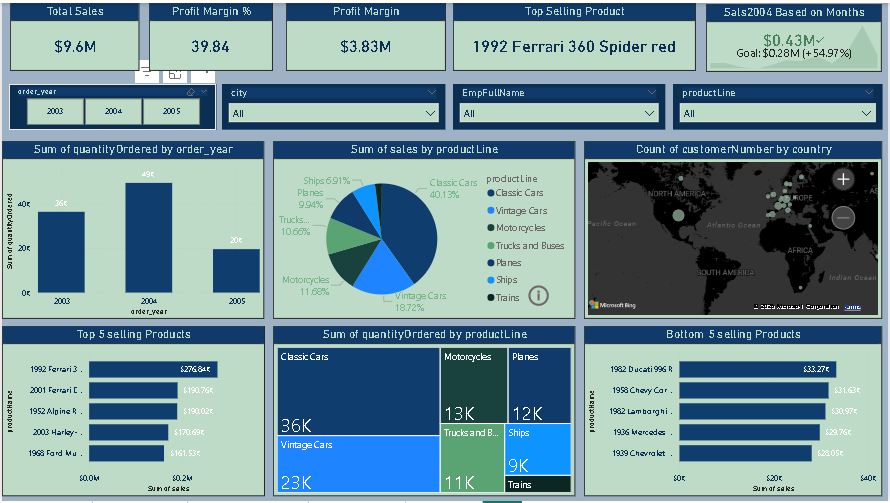 Total Sales
$9.6M
Profit Margin %
39.84
Profit Margin
$3.83M
Top Selling Product
1992 Ferrari 360 Spider red
Sals2004 Based on Months
$0.43M✓
Goal: $0.28M (+54.97%)
order_year
2003
2004
2005
city
All
EmpFullName
All
productLine
All
Sum of quantityOrdered by order_year
Sum of quantityOrdered
40K
20K
0K
36K
49K
20K
2003
2004
2005
order_year
Sum of sales by productLine
Ships 6.91%
Planes
9.94%
Trucks...
10.66%
Motorcycles
11.68%
Classic Cars
40.13%
Vintage Cars
18.72%
productLine
Classic Cars
Vintage Cars
Motorcycles
Trucks and Buses
Planes
Ships
Trains
Count of customerNumber by country
NORTH AMERICA
EUROPE
AS
Pacific Ocean
Atlantic Ocean
AFRICA
SOUTH AMERICA
Indian Ocean
Microsoft Bing
Microsoft Corporation
Terms
Top 5 selling Products
productName
1992 Ferrari 3...
$276.84K
2001 Ferrari E...
$190.76K
1952 Alpine R...
$190.02K
2003 Harley-...
$170.69K
1968 Ford Mu...
$161.53K
$0.0M
$0.2M
Sum of sales
Sum of quantityOrdered by productLine
Classic Cars
36K
Vintage Cars
23K
Motorcycles
13K
Planes
12K
Trucks and B...
11K
Ships
9K
Trains
Bottom 5 selling Products
productName
1982 Ducati 996 R
$33.27K
1958 Chevy Cor...
$31.63K
1982 Lamborghi...
$30.97K
1936 Mercedes...
$29.76K
1939 Chevrolet...
$28.05K
$0K
$20K
$40K
Sum of sales